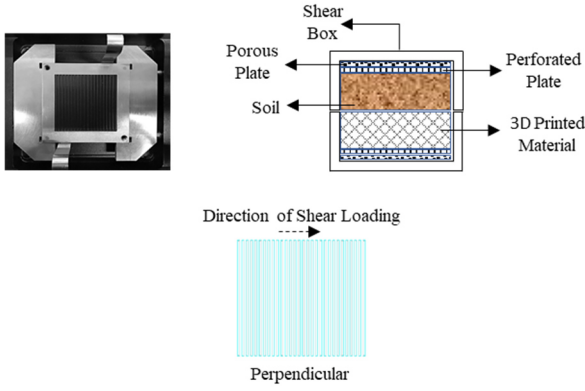 Shear
Box
Porous
Plate
Perforated
Plate
Soil
3D Printed
Material
Direction of Shear Loading
Perpendicular